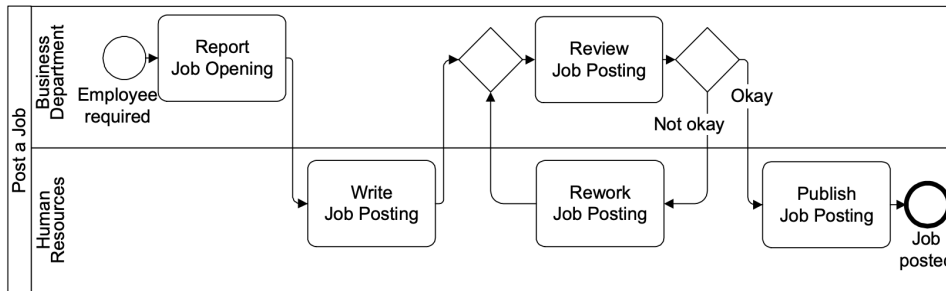 Post a Job
Business
Department
Employee
required
Report
Job Opening
Review
Job Posting
Okay
Not okay
Human
Resources
Write
Job Posting
Rework
Job Posting
Publish
Job Posting
Job
posted